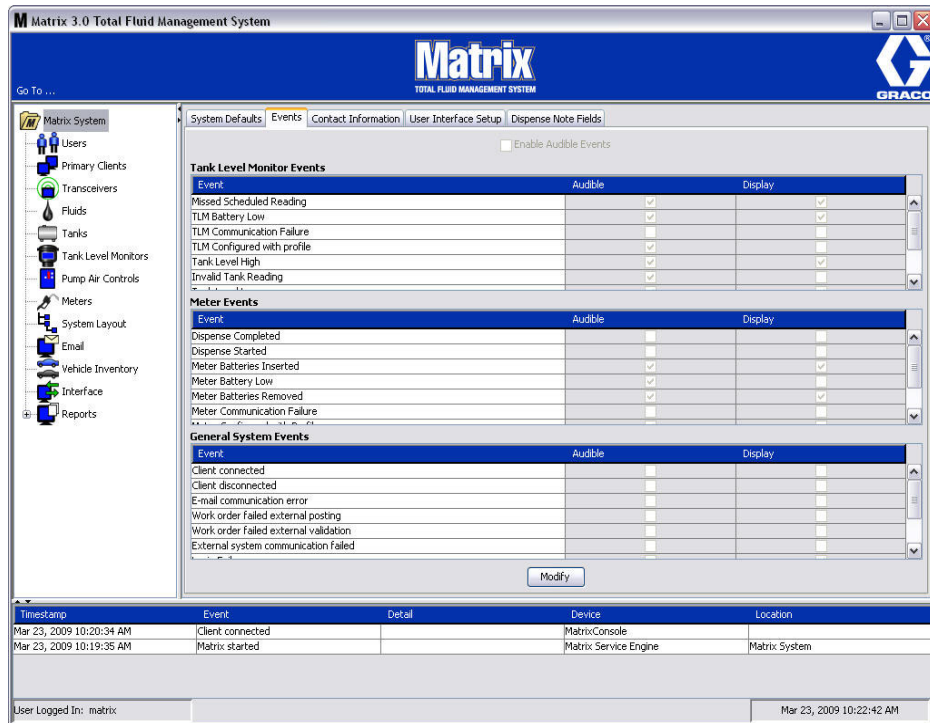 M Matrix 3.0 Total Fluid Management System
Matrix
TOTAL FLUID MANAGEMENT SYSTEM
G
GRACO
Go To ...
Matrix System
Users
Primary Clients
Transceivers
Fluids
Tanks
Tank Level Monitors
Pump Air Controls
Meters
System Layout
Email
Vehicle Inventory
Interface
Reports
System Defaults Events Contact Information User Interface Setup Dispense Note Fields
Enable Audible Events
Tank Level Monitor Events
Event Audible Display
Missed Scheduled Reading
TLM Battery Low
TLM Communication Failure
TLM Configured with profile
Tank Level High
Invalid Tank Reading
Meter Events
Event Audible Display
Dispense Completed
Dispense Started
Meter Batteries Inserted
Meter Battery Low
Meter Batteries Removed
Meter Communication Failure
General System Events
Event Audible Display
Client connected
Client disconnected
E-mail communication error
Work order failed external posting
Work order failed external validation
External system communication failed
Modify
Timestamp Event Detail Device Location
Mar 23, 2009 10:20:34 AM Client connected MatrixConsole
Mar 23, 2009 10:19:35 AM Matrix started Matrix Service Engine Matrix System
User Logged In: matrix Mar 23, 2009 10:22:42 AM